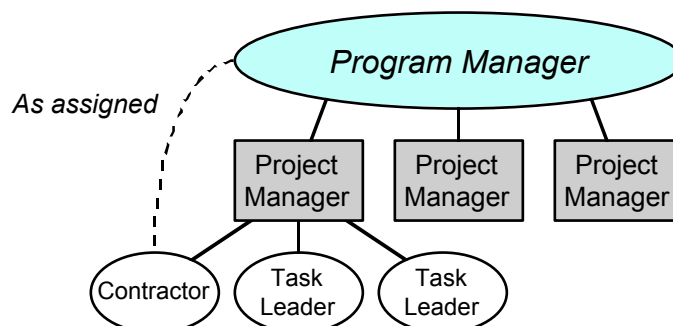 Program Manager
As assigned
Project
Manager
Project
Manager
Project
Manager
Contractor
Task
Leader
Task
Leader